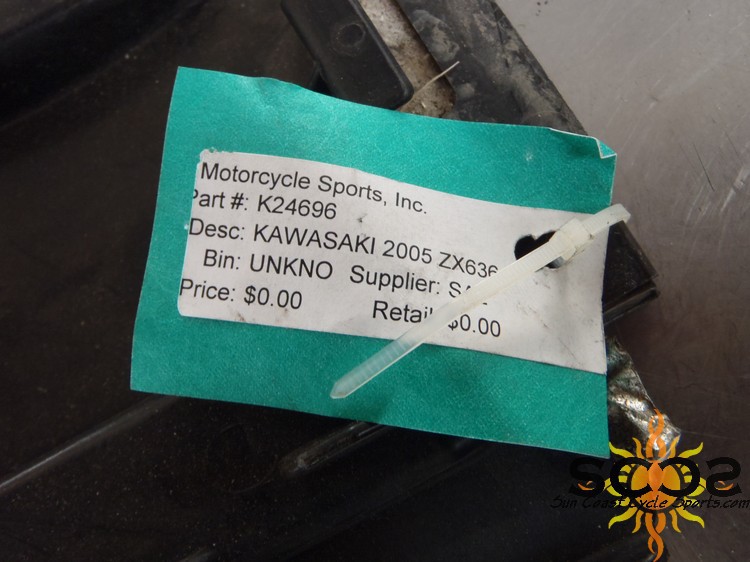 Motorcycle Sports, Inc.
Part #: K24696
Desc: KAWASAKI 2005 ZX636
Bin: UNKNO Supplier:
Price: $0.00 Retail: $0.00
SCCS
Sun Coast Cycle Sports.com